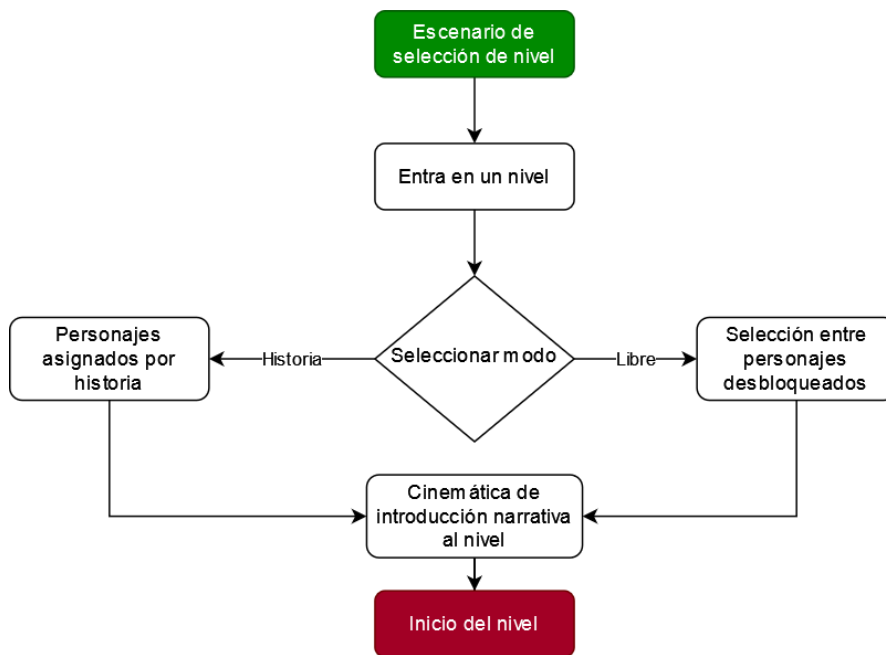 Escenario de
selección de nivel
Entra en un nivel
Seleccionar modo
Historia
Libre
Personajes
asignados por
historia
Selección entre
personajes
desbloqueados
Cinemática de
introducción narrativa
al nivel
Inicio del nivel